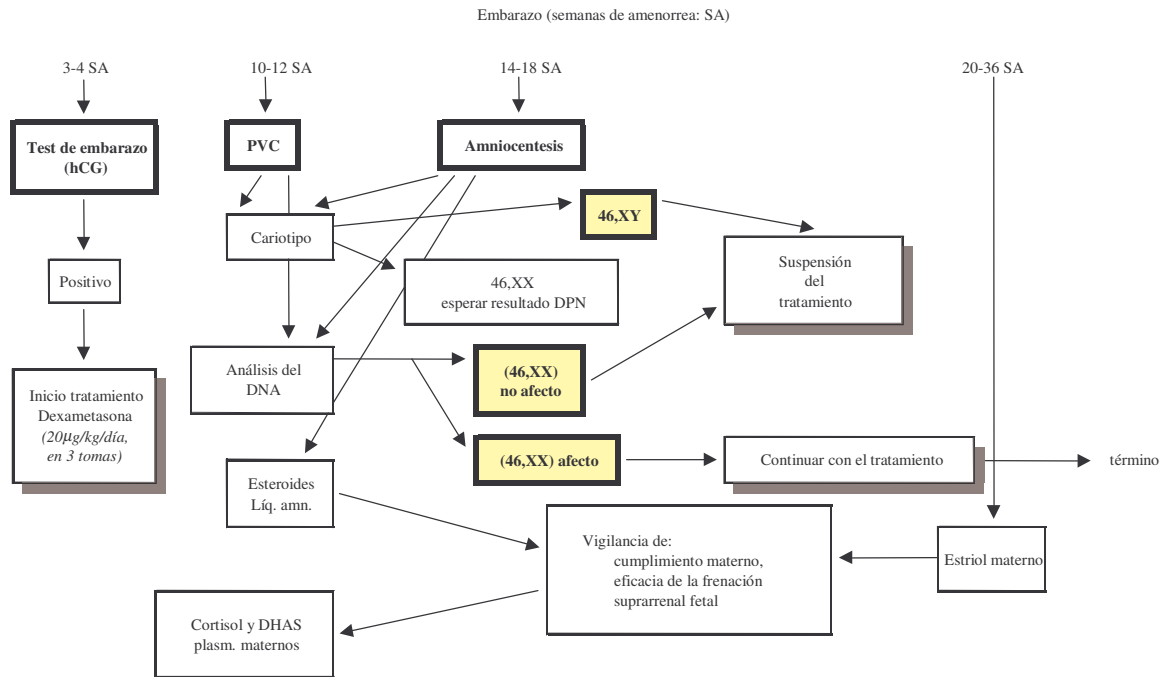 Embarazo (semanas de amenorrea: SA)
3-4 SA
10-12 SA
14-18 SA
20-36 SA
Test de embarazo
(hCG)
PVC
Amniocentesis
46,XY
Cariotipo
Positivo
46,XX
esperar resultado DPN
Suspensión
del
tratamiento
Análisis del
DNA
(46,XX)
no afecto
Inicio tratamiento
Dexametasona
(20µg/kg/día,
en 3 tomas)
(46,XX) afecto
Continuar con el tratamiento
término
Esteroides
Líq. amn.
Vigilancia de:
cumplimiento materno,
eficacia de la frenación
suprarrenal fetal
Estriol materno
Cortisol y DHAS
plasm. maternos